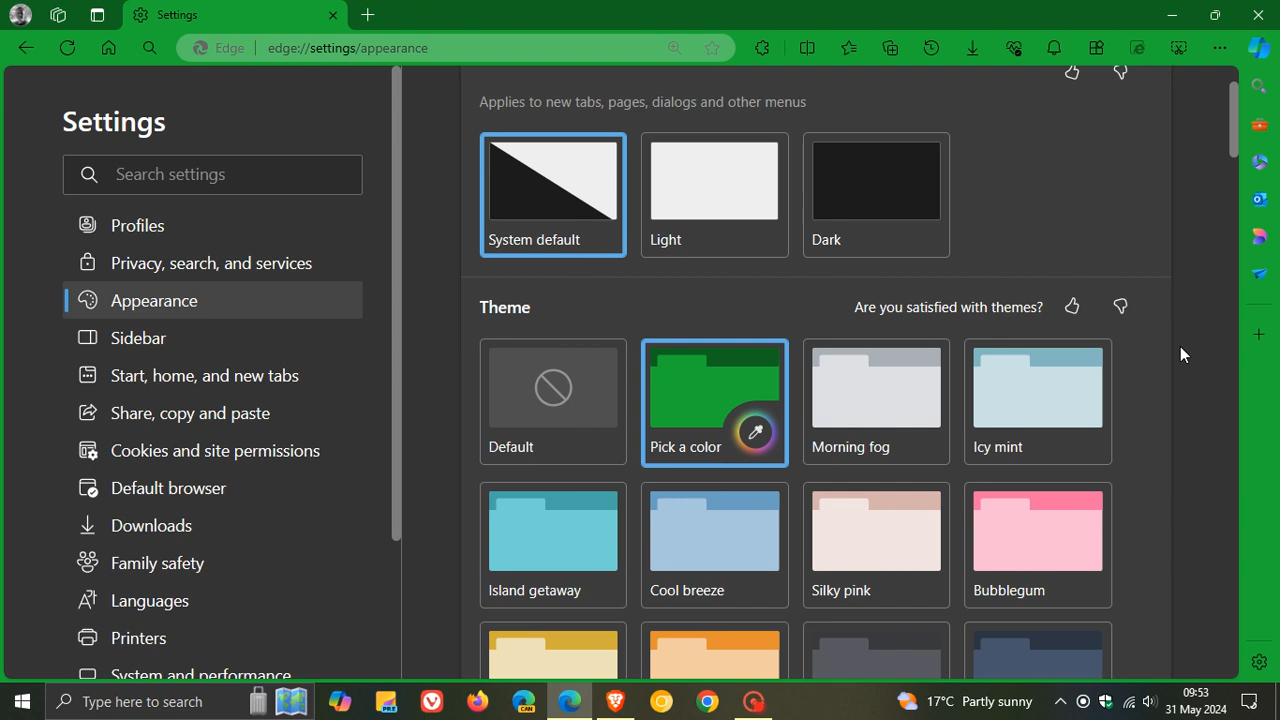 Settings
Edge
edge://settings/appearance
Settings
Search settings
Profiles
Privacy, search, and services
Appearance
Sidebar
Start, home, and new tabs
Share, copy and paste
Cookies and site permissions
Default browser
Downloads
Family safety
Languages
Printers
System and performance
Applies to new tabs, pages, dialogs and other menus
System default
Light
Dark
Theme
Are you satisfied with themes?
Default
Pick a color
Morning fog
Icy mint
Island getaway
Cool breeze
Silky pink
Bubblegum
Type here to search
PRE
CAN
17°C Partly sunny
09:53
31 May 2024